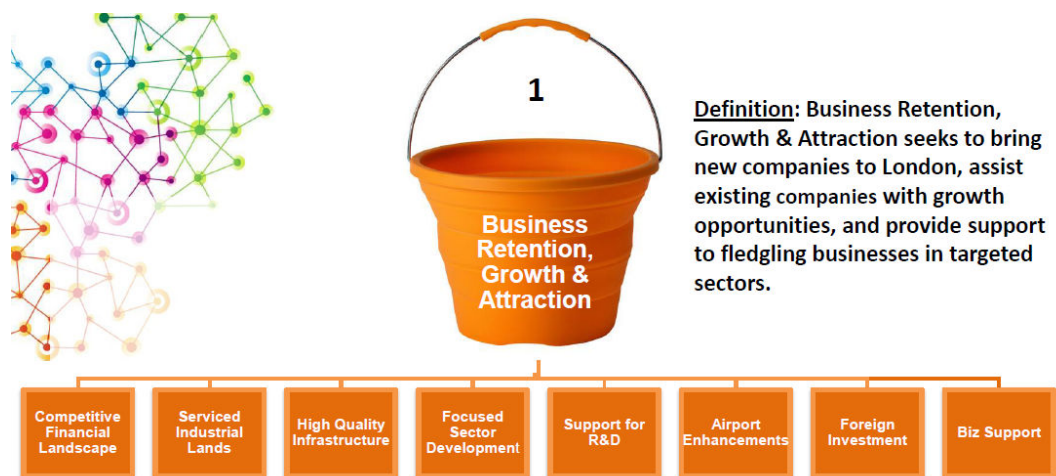 1
Business
Retention,
Growth &
Attraction
Definition: Business Retention,
Growth & Attraction seeks to bring
new companies to London, assist
existing companies with growth
opportunities, and provide support
to fledgling businesses in targeted
sectors.
Competitive
Financial
Landscape
Serviced
Industrial
Lands
High Quality
Infrastructure
Focused
Sector
Development
Support for
R&D
Airport
Enhancements
Foreign
Investment
Biz Support